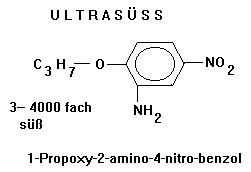 ULTRASÜSS
C3H7–O
NO2
NH2
3– 4000 fach
süß
1-Propoxy-2-amino-4-nitro-benzol